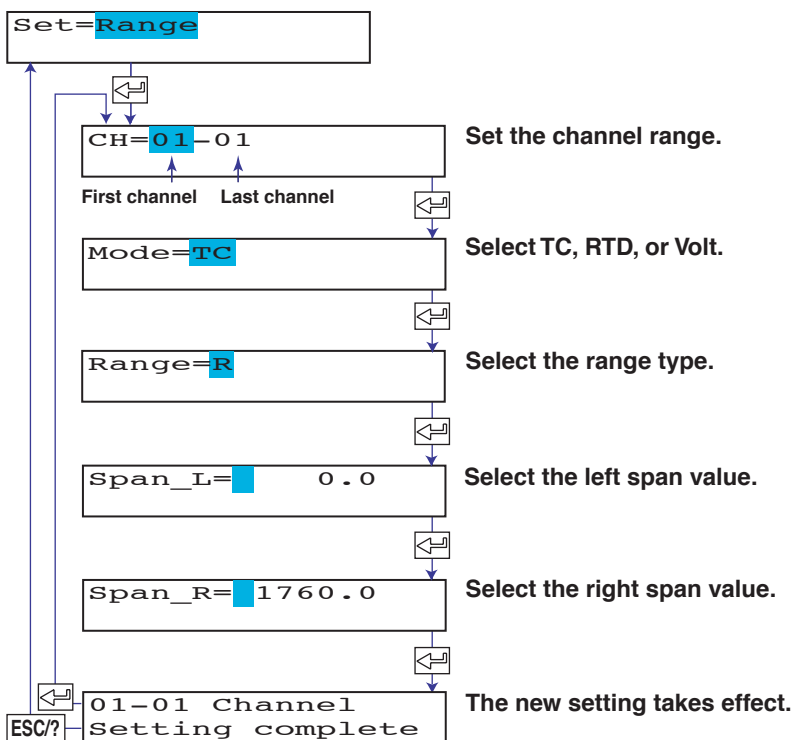 Set=Range
CH=01-01
Set the channel range.
First channel Last channel
Mode=TC
Select TC, RTD, or Volt.
Range=R
Select the range type.
Span_L= 0.0
Select the left span value.
Span_R= 1760.0
Select the right span value.
01-01 Channel
The new setting takes effect.
ESC/?
Setting complete